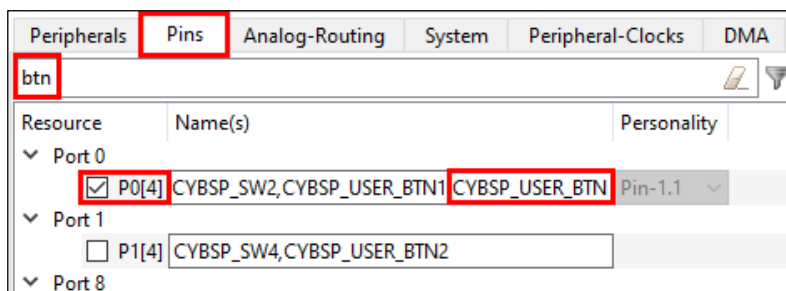 Peripherals Pins Analog-Routing System Peripheral-Clocks DMA
btn
Resource Name(s) Personality
Port 0
P0[4] CYBSP_SW2,CYBSP_USER_BTN1 CYBSP_USER_BTN Pin-1.1
Port 1
P1[4] CYBSP_SW4,CYBSP_USER_BTN2
Port 8